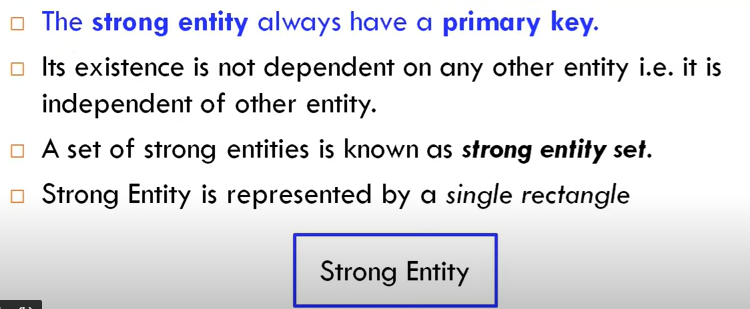 The strong entity always have a primary key.
Its existence is not dependent on any other entity i.e. it is
independent of other entity.
A set of strong entities is known as strong entity set.
Strong Entity is represented by a single rectangle
Strong Entity